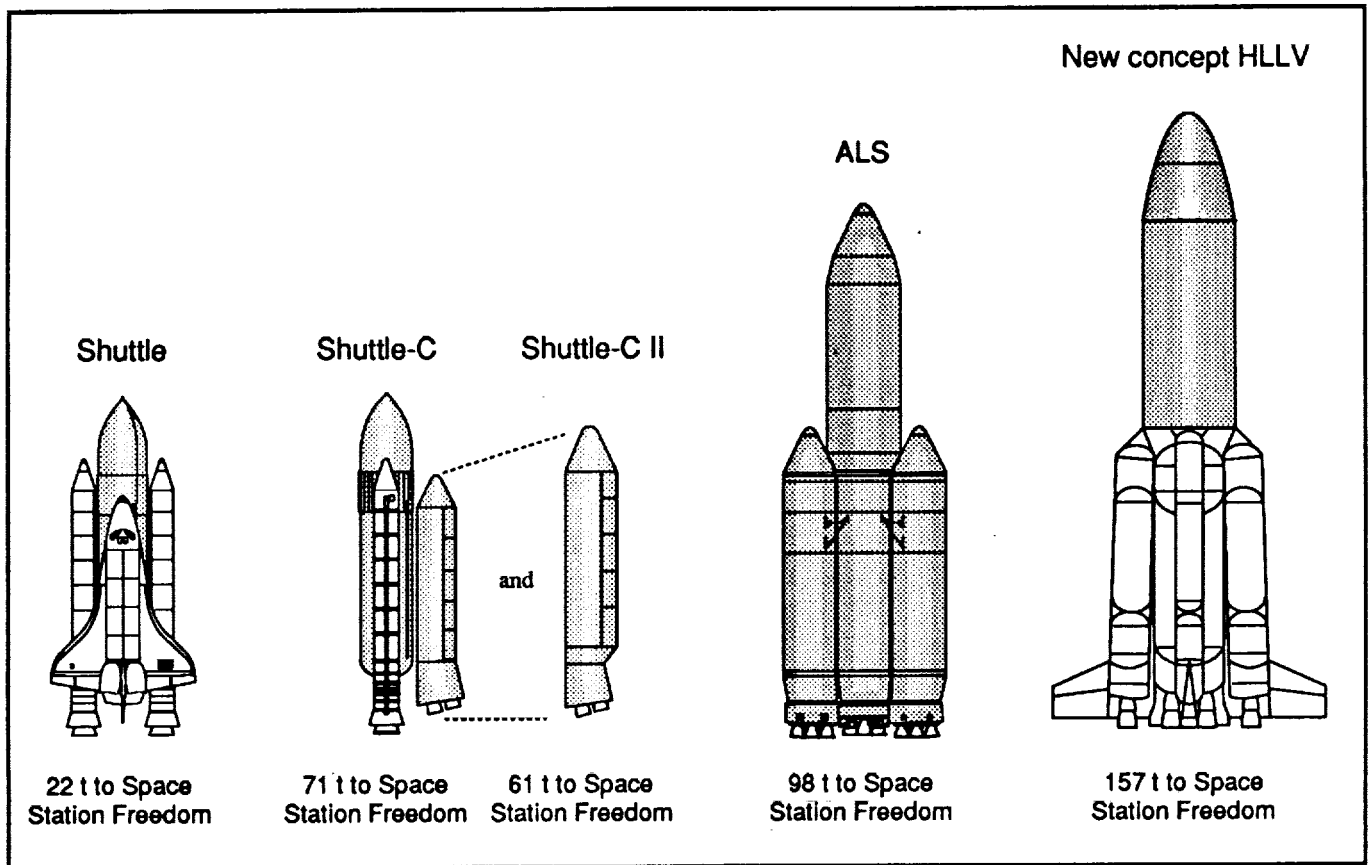 New concept HLLV
ALS
Shuttle
Shuttle-C
Shuttle-C II
and
22 t to Space
Station Freedom
71 t to Space
Station Freedom
61 t to Space
Station Freedom
98 t to Space
Station Freedom
157 t to Space
Station Freedom